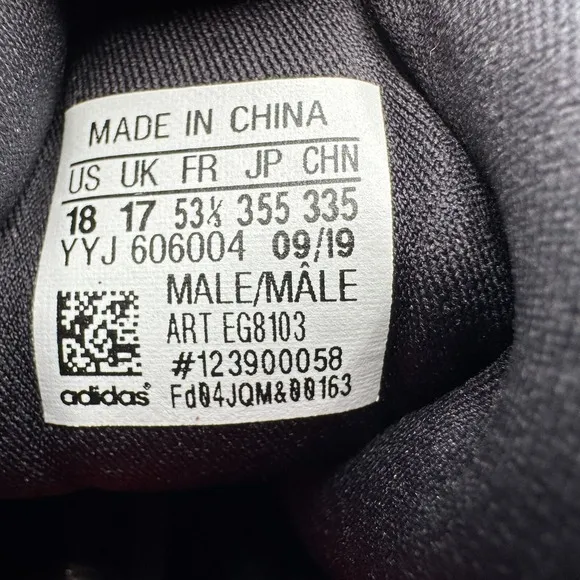 MADE IN CHINA
US UK FR JP CHN
18 17 53⅓ 355 335
YYJ 606004 09/19
MALE/MÂLE
ART EG8103
#123900058
adidas® Fd04JQM&00163